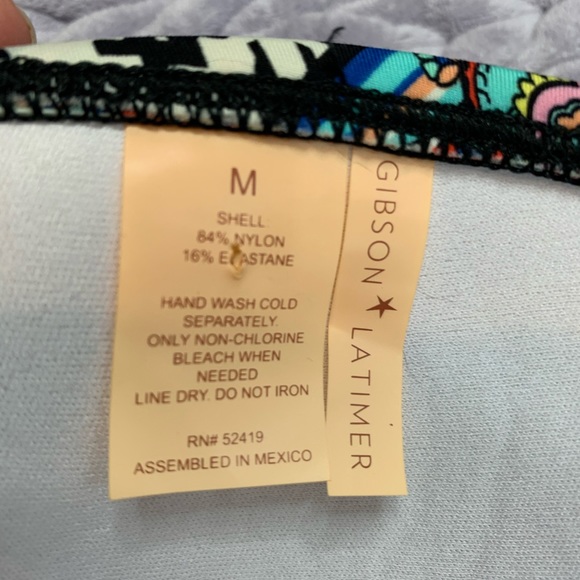 M
SHELL
84% NYLON
16% ELASTANE
HAND WASH COLD
SEPARATELY.
ONLY NON-CHLORINE
BLEACH WHEN
NEEDED
LINE DRY. DO NOT IRON
RN# 52419
ASSEMBLED IN MEXICO
GIBSON ★ LATIMER